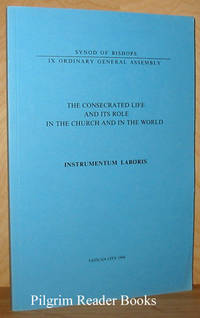 SYNOD OF BISHOPS
IX ORDINARY GENERAL ASSEMBLY
THE CONSECRATED LIFE
AND ITS ROLE
IN THE CHURCH AND IN THE WORLD
INSTRUMENTUM LABORIS
VATICAN CITY 1994
Pilgrim Reader Books